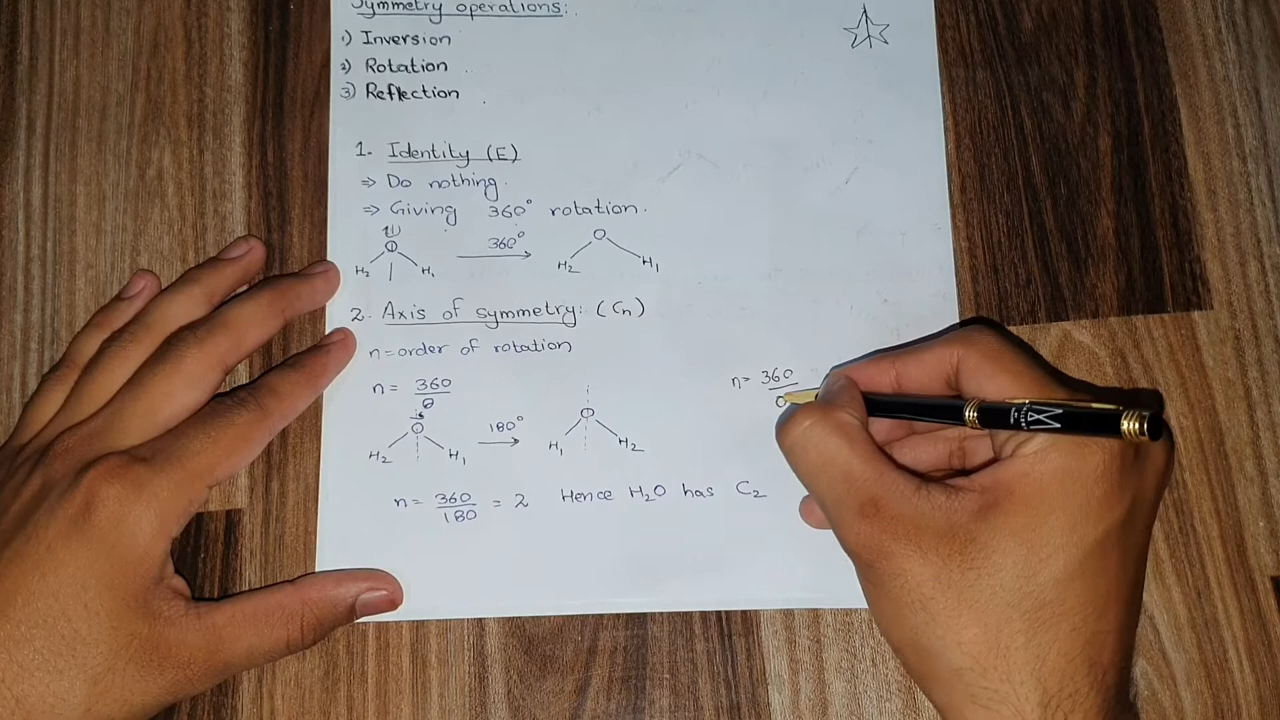 Symmetry operations:
1) Inversion
2) Rotation
3) Reflection
1. Identity (E)
⇒ Do nothing.
⇒ Giving 360° rotation.
H2 O H1 360° → O H2 H1
2. Axis of symmetry: (Cn)
n = order of rotation
n = 360/θ
n = 360
H2 O H1 180° → O H1 H2
n = 360/180 = 2 Hence H2O has C2